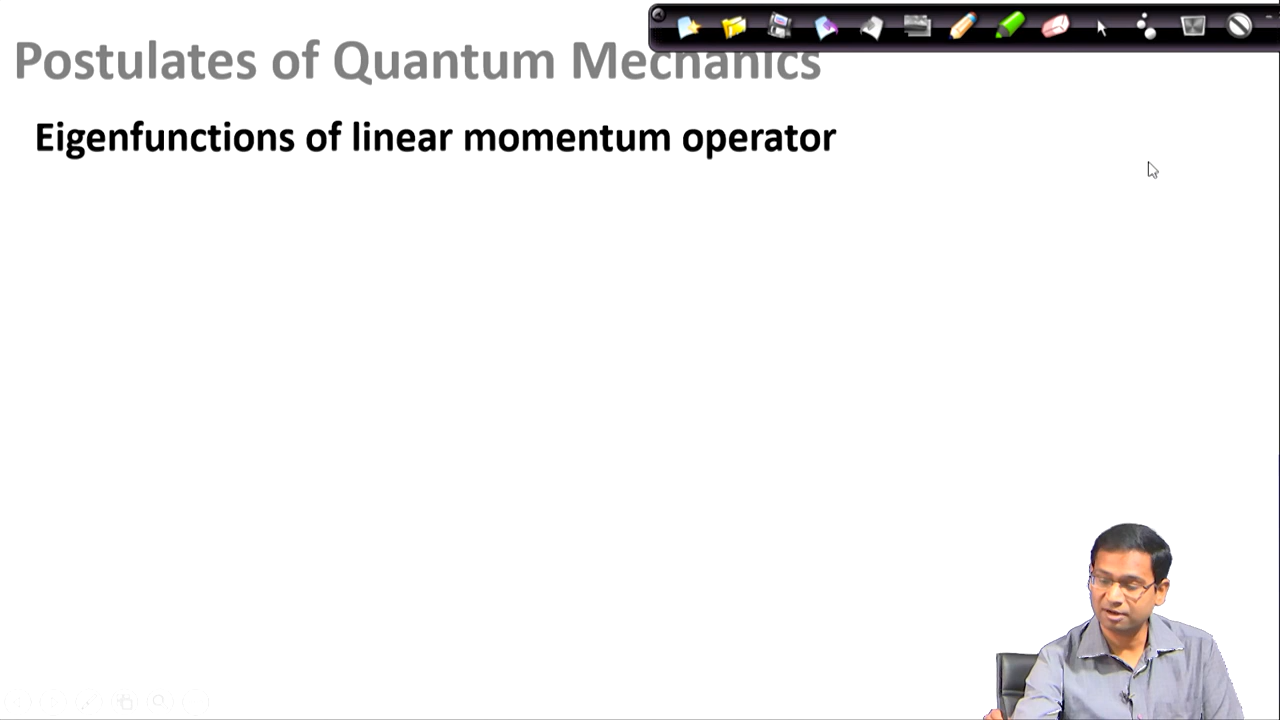 Postulates of Quantum Mechanics
Eigenfunctions of linear momentum operator